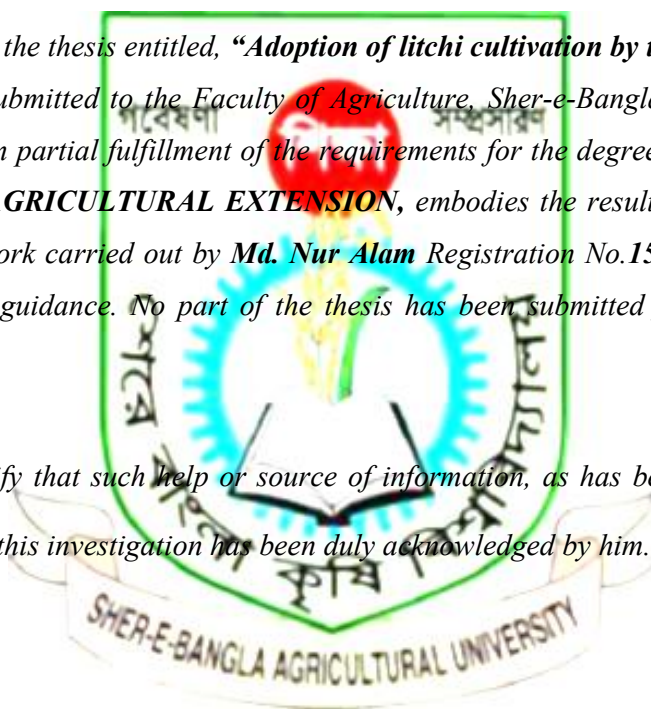 the thesis entitled, “Adoption of litchi cultivation by t
ubmitted to the Faculty of Agriculture, Sher-e-Bangla
গবেষণা শিক্ষা সম্প্রসারণ
n partial fulfillment of the requirements for the degree
GRICULTURAL EXTENSION, embodies the result
ork carried out by Md. Nur Alam Registration No.15
guidance. No part of the thesis has been submitted
শেরে বাংলা কৃষি বিশ্ববিদ্যালয়
ify that such help or source of information, as has be
this investigation has been duly acknowledged by him.
SHER-E-BANGLA AGRICULTURAL UNIVERSITY